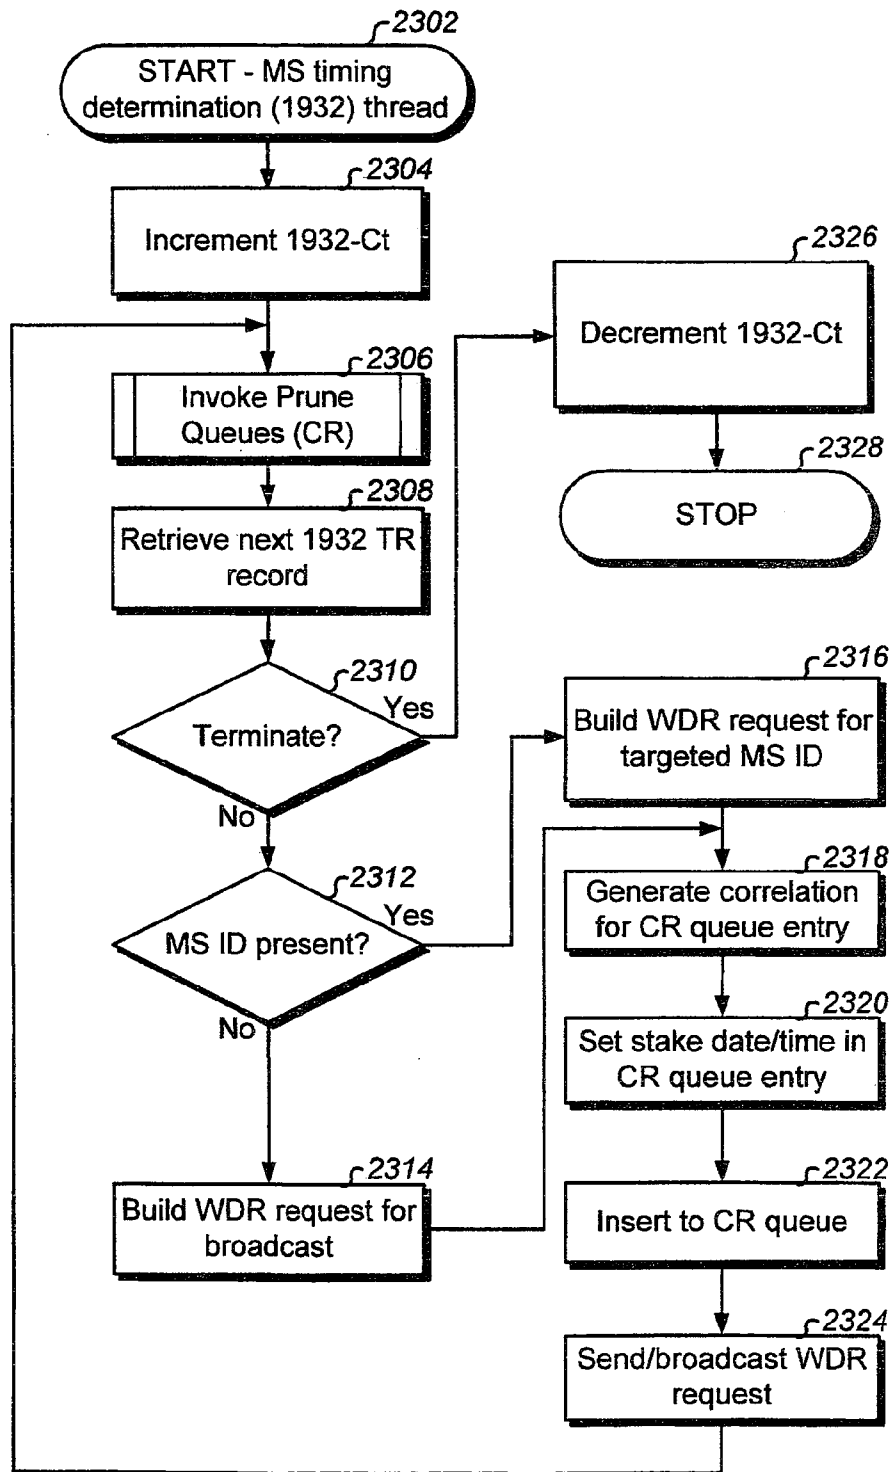 2302
START - MS timing
determination (1932) thread
2304
Increment 1932-Ct
2306
Invoke Prune
Queues (CR)
2308
Retrieve next 1932 TR
record
2310
Terminate?
Yes
No
2312
MS ID present?
Yes
No
2314
Build WDR request for
broadcast
2326
Decrement 1932-Ct
2328
STOP
2316
Build WDR request for
targeted MS ID
2318
Generate correlation
for CR queue entry
2320
Set stake date/time in
CR queue entry
2322
Insert to CR queue
2324
Send/broadcast WDR
request